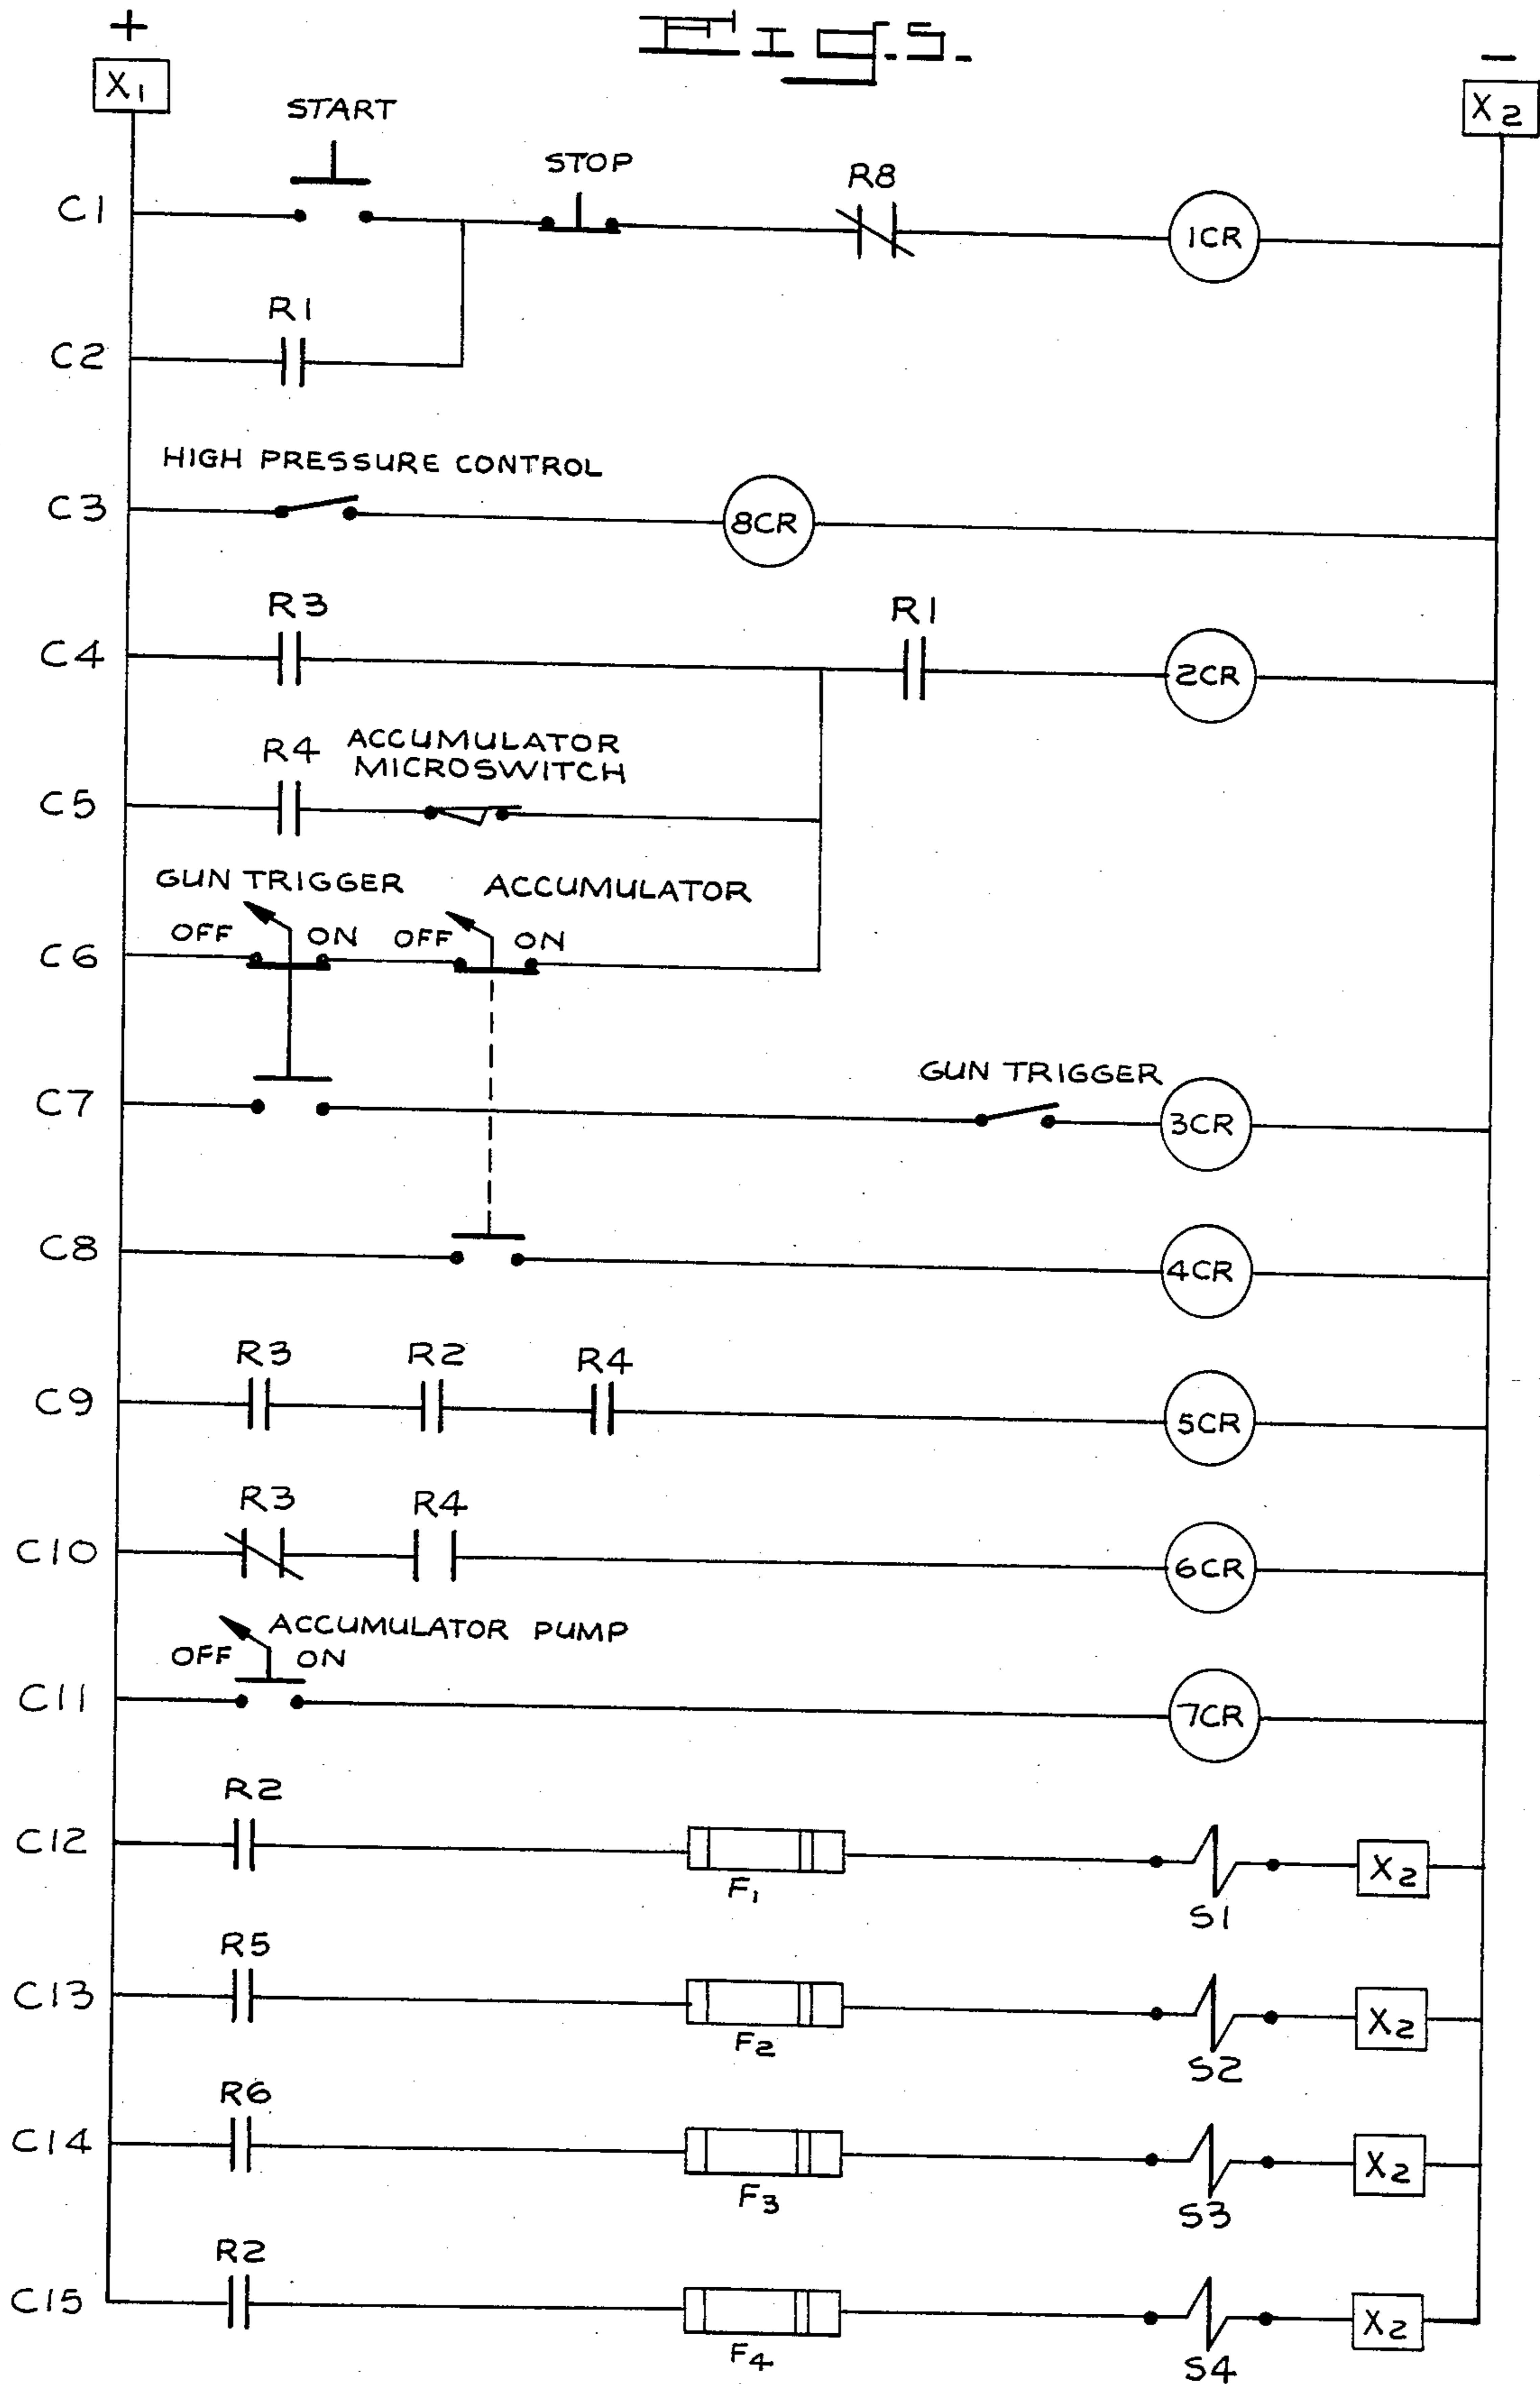 FIG.5.
+
-
X1
X2
START
STOP
R8
C1
1CR
R1
C2
HIGH PRESSURE CONTROL
C3
8CR
R3
R1
C4
2CR
R4
ACCUMULATOR
MICROSWITCH
C5
GUN TRIGGER
ACCUMULATOR
OFF
ON
OFF
ON
C6
GUN TRIGGER
C7
3CR
C8
4CR
R3
R2
R4
C9
5CR
R3
R4
C10
6CR
ACCUMULATOR PUMP
OFF
ON
C11
7CR
R2
C12
F1
S1
X2
R5
C13
F2
S2
X2
R6
C14
F3
S3
X2
R2
C15
F4
S4
X2